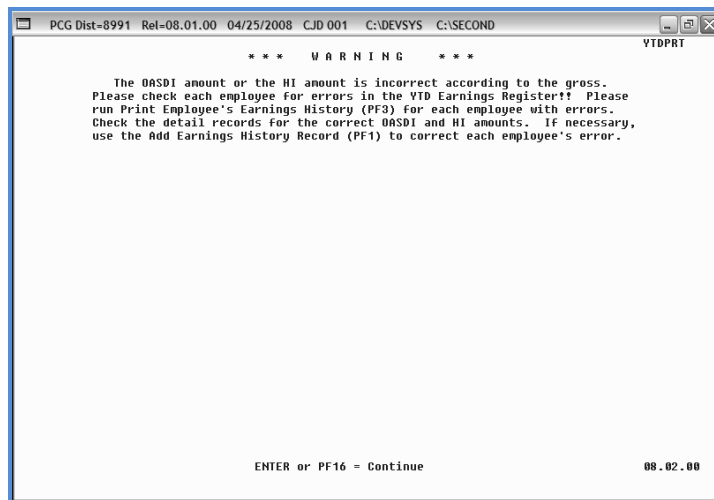 PCG Dist=8991 Rel=08.01.00 04/25/2008 CJD 001 C:\DEVSYS C:\SECOND
YTDPRT
* * * W A R N I N G * * *
The OASDI amount or the HI amount is incorrect according to the gross.
Please check each employee for errors in the YTD Earnings Register!! Please
run Print Employee's Earnings History (PF3) for each employee with errors.
Check the detail records for the correct OASDI and HI amounts. If necessary,
use the Add Earnings History Record (PF1) to correct each employee's error.
ENTER or PF16 = Continue 08.02.00